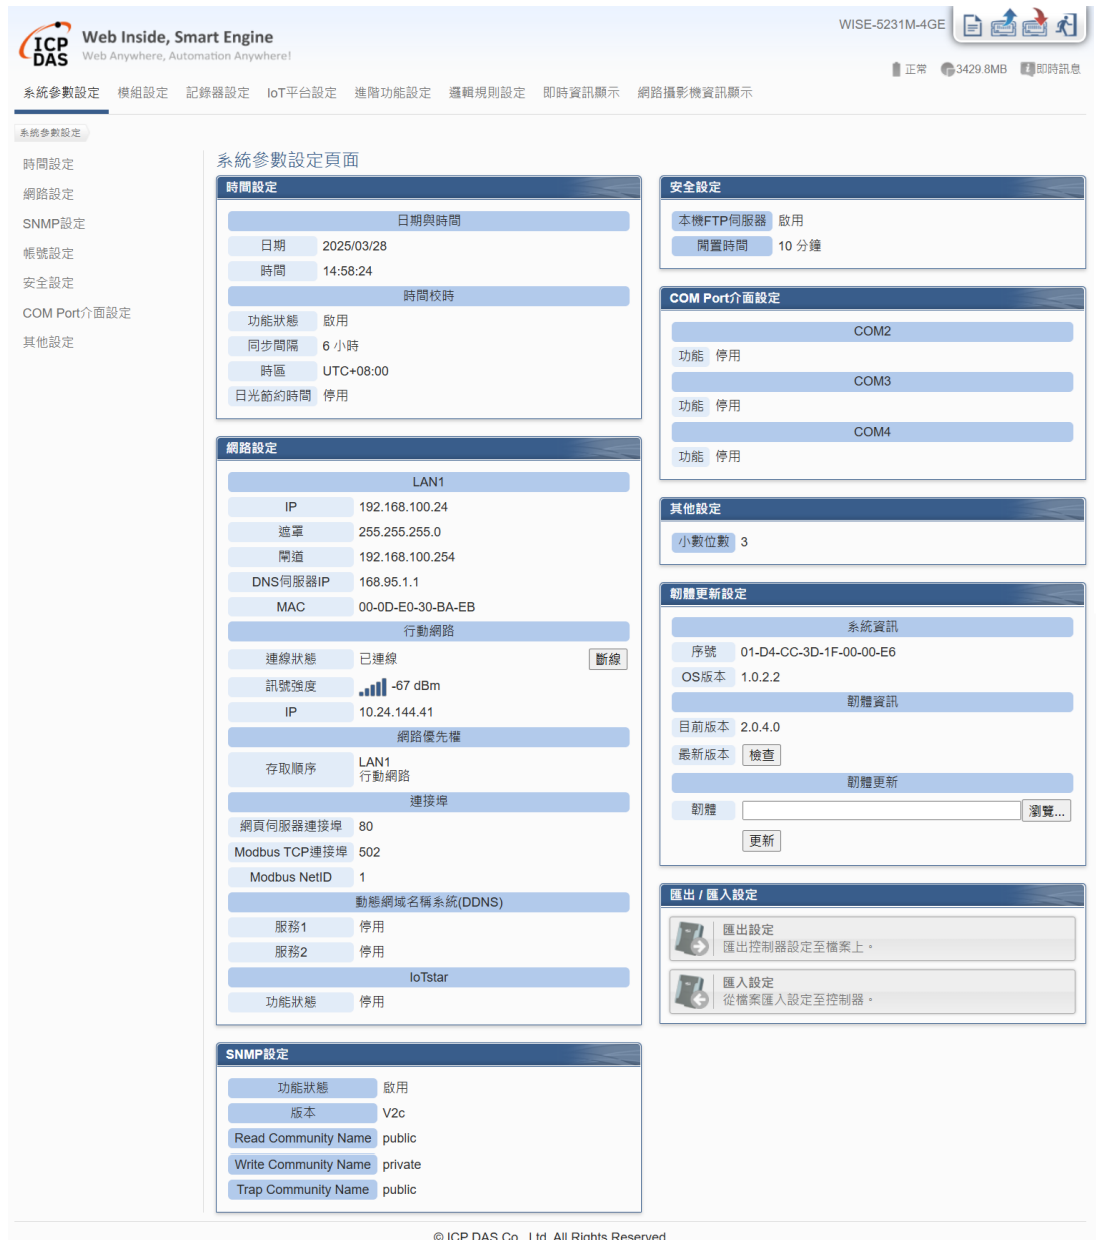 ICP
DAS
Web Inside, Smart Engine
Web Anywhere, Automation Anywhere!
WISE-5231M-4GE
正常 3429.8MB 即時訊息
系統參數設定 模組設定 記錄器設定 IoT平台設定 進階功能設定 邏輯規則設定 即時資訊顯示 網路攝影機資訊顯示
系統參數設定
時間設定
網路設定
SNMP設定
帳號設定
安全設定
COM Port介面設定
其他設定
系統參數設定頁面
時間設定
日期與時間
日期 2025/03/28
時間 14:58:24
時間校時
功能狀態 啟用
同步間隔 6 小時
時區 UTC+08:00
日光節約時間 停用
網路設定
LAN1
IP 192.168.100.24
遮罩 255.255.255.0
閘道 192.168.100.254
DNS伺服器IP 168.95.1.1
MAC 00-0D-E0-30-BA-EB
行動網路
連線狀態 已連線 斷線
訊號強度 -67 dBm
IP 10.24.144.41
網路優先權
存取順序 LAN1
行動網路
連接埠
網頁伺服器連接埠 80
Modbus TCP連接埠 502
Modbus NetID 1
動態網域名稱系統(DDNS)
服務1 停用
服務2 停用
IoTstar
功能狀態 停用
SNMP設定
功能狀態 啟用
版本 V2c
Read Community Name public
Write Community Name private
Trap Community Name public
安全設定
本機FTP伺服器 啟用
閒置時間 10 分鐘
COM Port介面設定
COM2
功能 停用
COM3
功能 停用
COM4
功能 停用
其他設定
小數位數 3
韌體更新設定
系統資訊
序號 01-D4-CC-3D-1F-00-00-E6
OS版本 1.0.2.2
韌體資訊
目前版本 2.0.4.0
最新版本 檢查
韌體更新
韌體 瀏覽...
更新
匯出 / 匯入設定
匯出設定
匯出控制器設定至檔案上。
匯入設定
從檔案匯入設定至控制器。
© ICP DAS Co., Ltd. All Rights Reserved